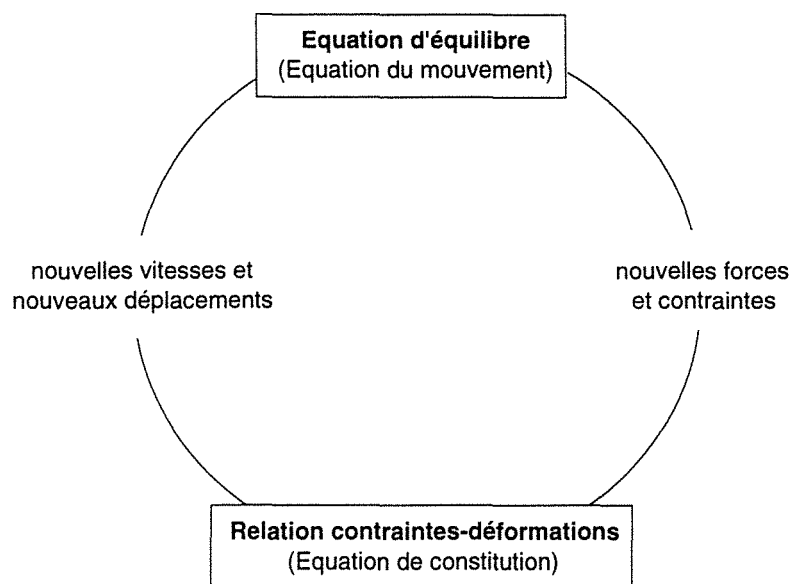 Equation d'équilibre
(Equation du mouvement)
nouvelles vitesses et
nouveaux déplacements
nouvelles forces
et contraintes
Relation contraintes-déformations
(Equation de constitution)